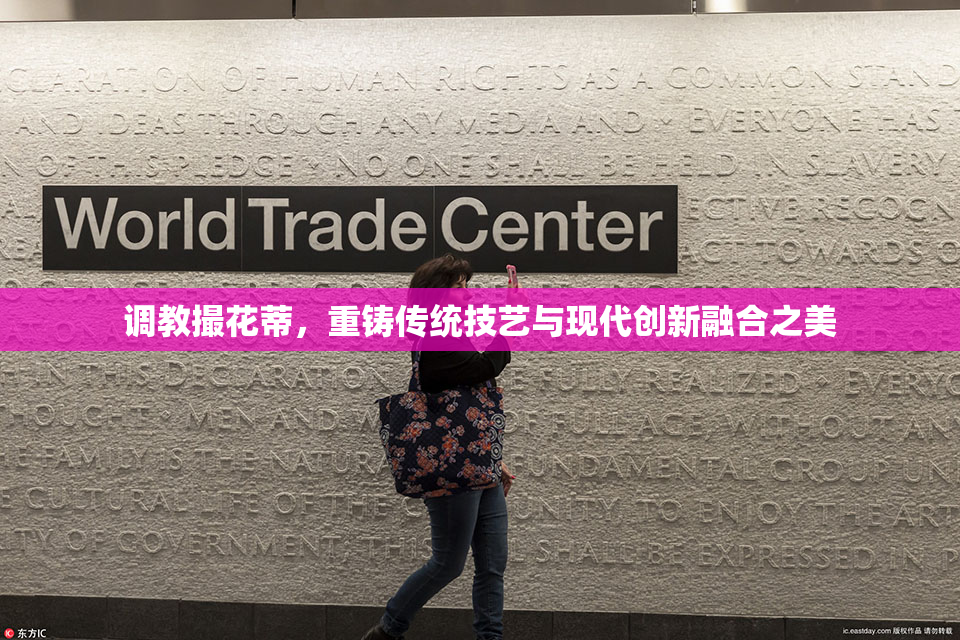 CLARATION OF HUMAN RIGHTS AS A COMMON STAND
AND IDEAS THROUGH ANY MEDIA AND ▾ EVERYONE HAS T
N OF THIS PLEDGE ▾ NO ONE SHALL BE HELD IN SLAVERY
World Trade Center
ECTIVE RECOGN
ACT TOWARDS O
调教撮花蒂，重铸传统技艺与现代创新融合之美
H IN THIS DECLARATION FULLY REALIZED ▾ EVERYO
THOUGHT MEN AND OF FULL AGE, WITHO
E FAMILY IS THE NATURA FUNDAMENTAL GROUP
E CULTURAL LIFE OF THE COMMUNITY, TO ENJOY THE ART
TY OF GOVERNMENT; THIS SHALL BE EXPRESSED IN P
东方IC
ic.eastday.com 版权作品 请勿转载